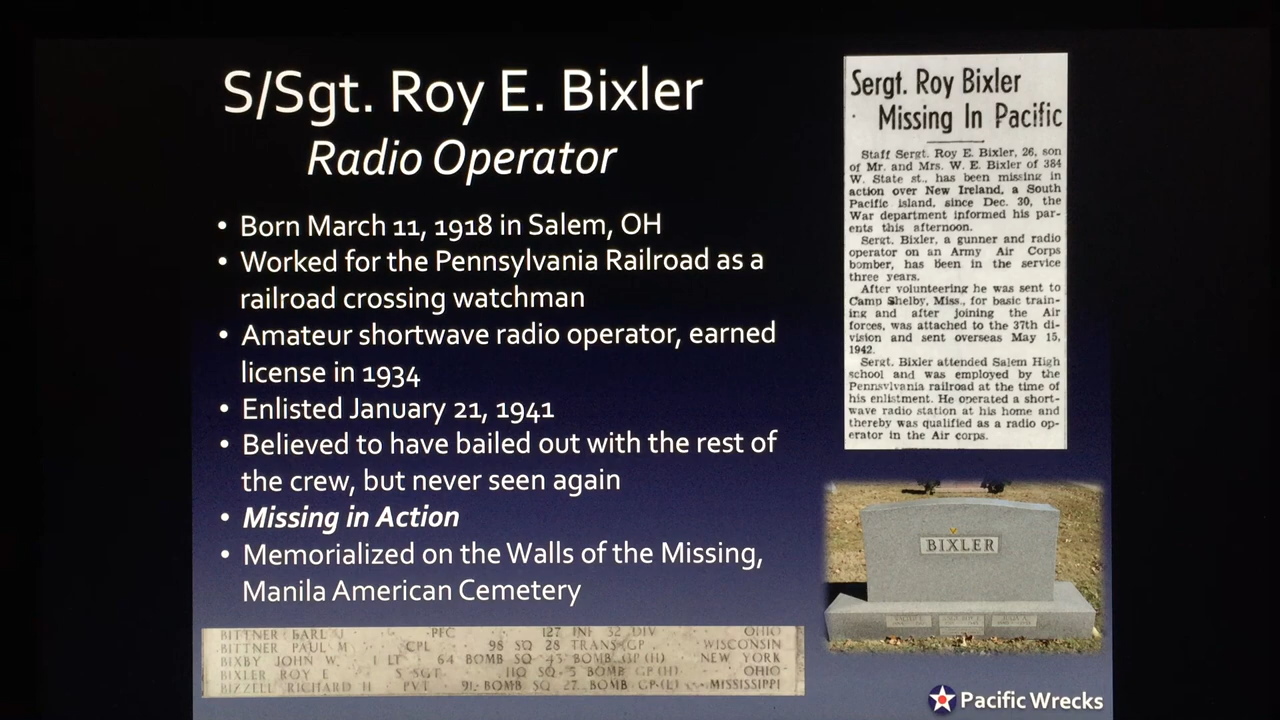 S/Sgt. Roy E. Bixler
Radio Operator
• Born March 11, 1918 in Salem, OH
• Worked for the Pennsylvania Railroad as a
railroad crossing watchman
• Amateur shortwave radio operator, earned
license in 1934
• Enlisted January 21, 1941
• Believed to have bailed out with the rest of
the crew, but never seen again
• Missing in Action
• Memorialized on the Walls of the Missing,
Manila American Cemetery
BITTNER EARL J PFC 127 INF 32 DIV OHIO
BITTNER PAUL M CPL 98 SQ 28 TRANS GP WISCONSIN
BIXBY JOHN W 1 LT 64 BOMB SQ 43 BOMB GP (H) NEW YORK
BIXLER ROY E S SGT HQ SQ 5 BOMB GP (H) OHIO
BIZZELL RICHARD H PVT 91 BOMB SQ 27 BOMB GP (L) MISSISSIPPI
Sergt. Roy Bixler
Missing In Pacific
Staff Sergt. Roy E. Bixler, 26, son
of Mr. and Mrs. W. E. Bixler of 384
W. State st., has been missing in
action over New Ireland, a South
Pacific island, since Dec. 30, the
War department informed his par-
ents this afternoon.
Sergt. Bixler, a gunner and radio
operator on an Army Air Corps
bomber, has been in the service
three years.
After volunteering he was sent to
Camp Shelby, Miss., for basic train-
ing and after joining the Air
forces, was attached to the 37th di-
vision and sent overseas May 15,
1942.
Sergt. Bixler attended Salem High
school and was employed by the
Pennsylvania railroad at the time of
his enlistment. He operated a short-
wave radio station at his home and
thereby was qualified as a radio op-
erator in the Air corps.
BIXLER
Pacific Wrecks